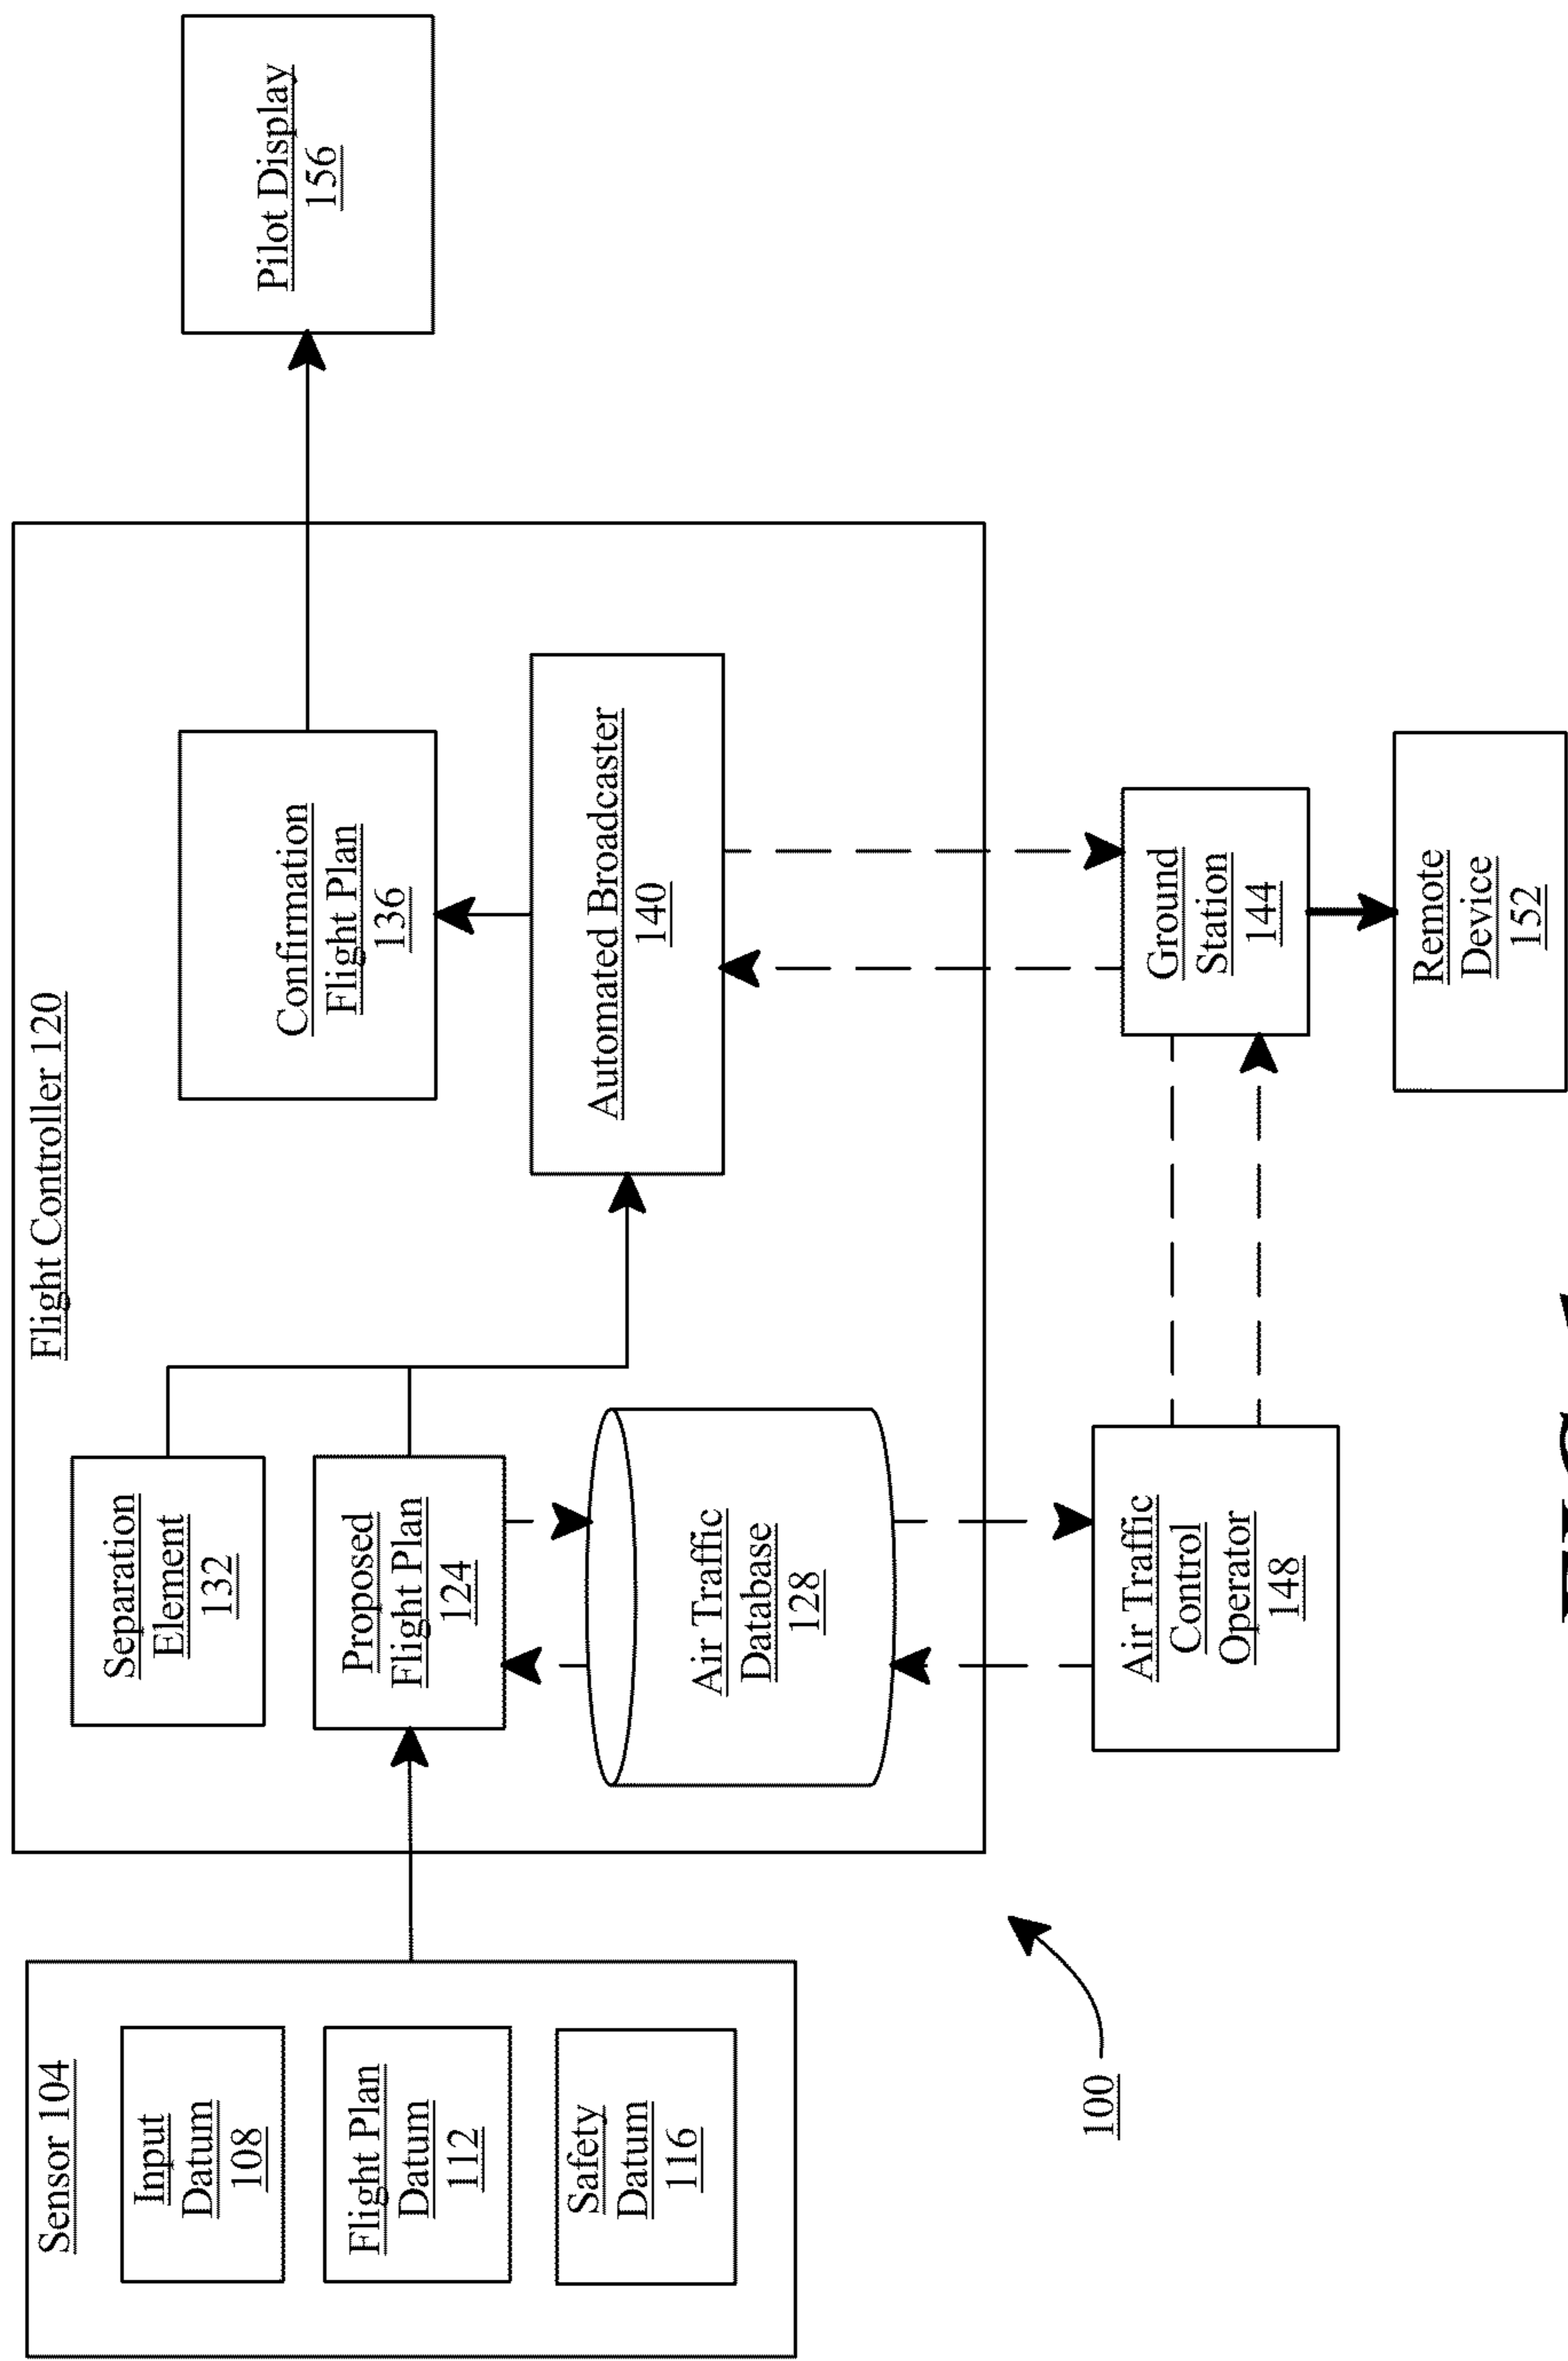 Sensor 104
Input
Datum
108
Flight Plan
Datum
112
Safety
Datum
116
100
Flight Controller 120
Separation
Element
132
Proposed
Flight Plan
124
Air Traffic
Database
128
Confirmation
Flight Plan
136
Automated Broadcaster
140
Pilot Display
156
Air Traffic
Control
Operator
148
Ground
Station
144
Remote
Device
152